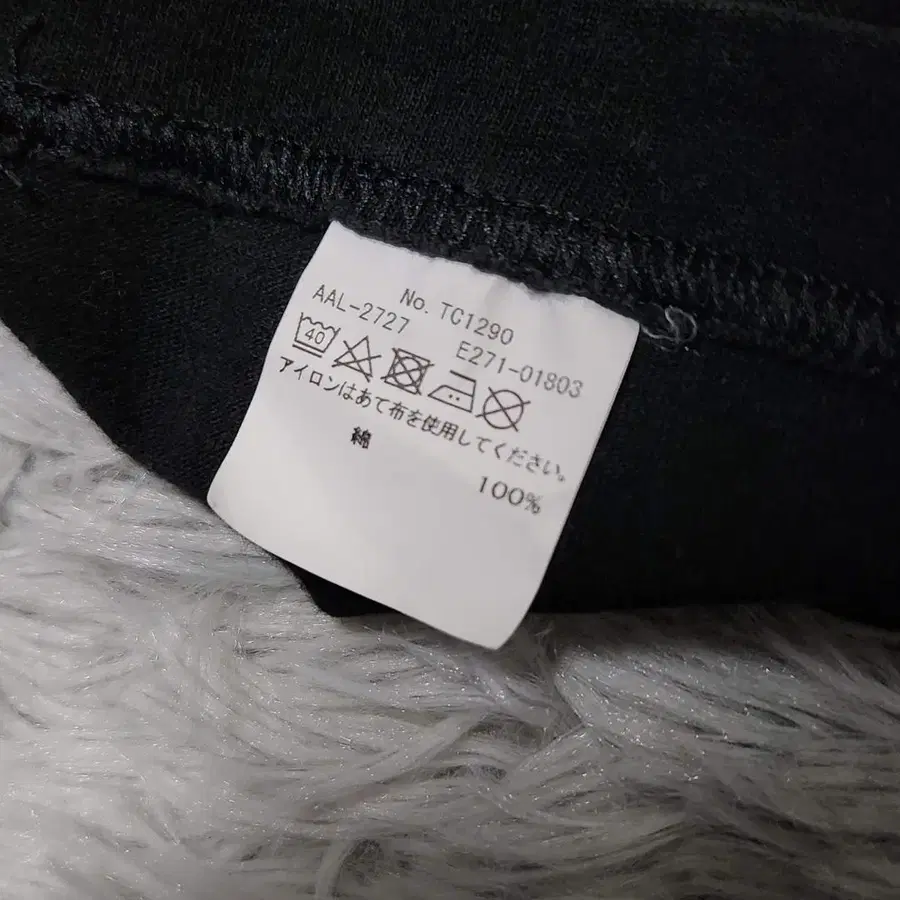 No. TC1290
AAL-2727 E271-01803
40
アイロンはあて布を使用してください。
綿 100%